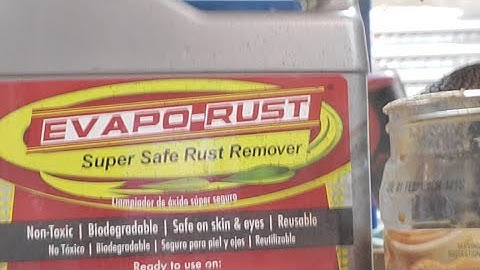 EVAPO-RUST
Super Safe Rust Remover
Limpiador de óxido súper seguro
Non-Toxic | Biodegradable | Safe on skin & eyes | Reusable
No Tóxico | Biodegradable | Seguro para piel y ojos | Reutilizable
Ready to use on: